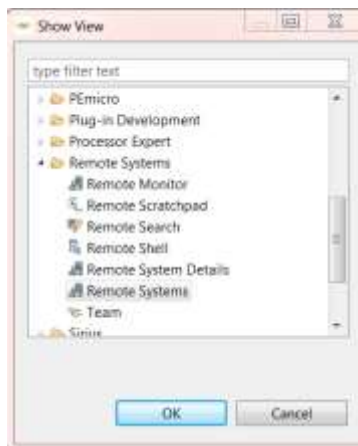 Show View
type filter text
PEmicro
Plug-in Development
Processor Expert
Remote Systems
Remote Monitor
Remote Scratchpad
Remote Search
Remote Shell
Remote System Details
Remote Systems
Team
Sirius
OK Cancel